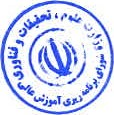 وزارت علوم، تحقیقات و فناوری
شورای برنامه ریزی آموزش عالی